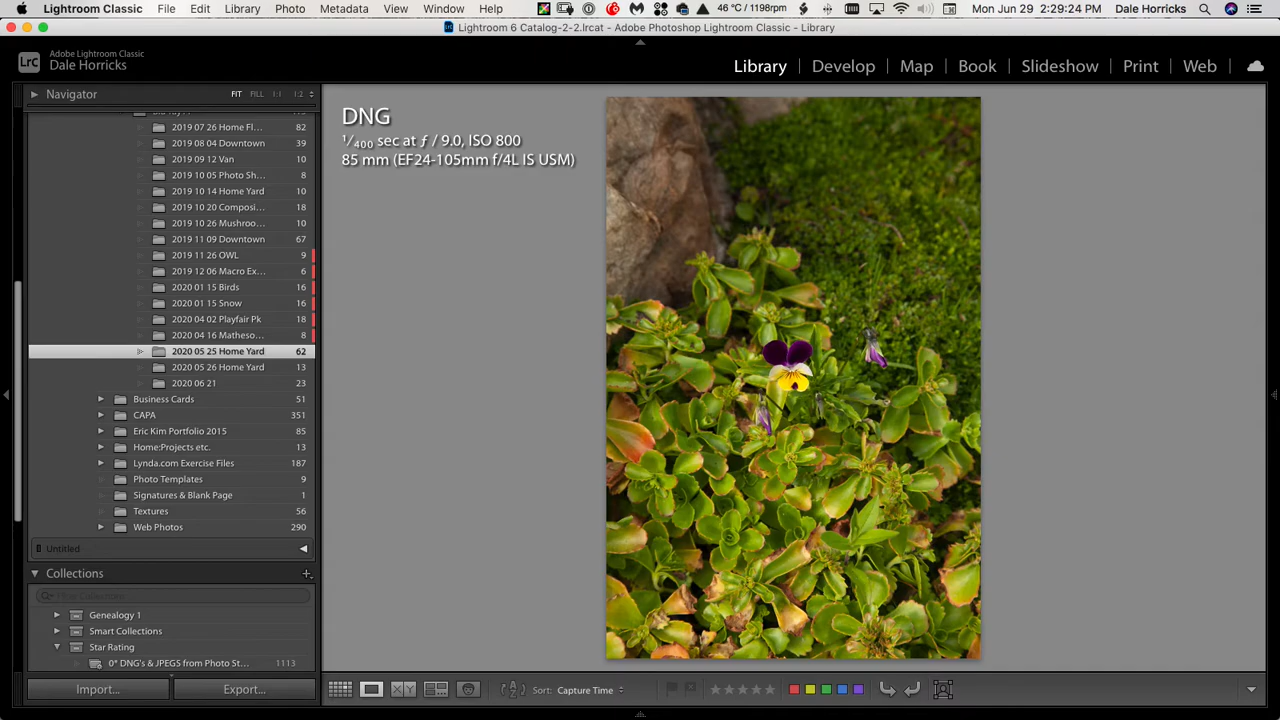 Lightroom Classic File Edit Library Photo Metadata View Window Help 46 °C / 1198rpm Mon Jun 29 2:29:24 PM Dale Horricks
Lightroom 6 Catalog-2-2.lrcat - Adobe Photoshop Lightroom Classic - Library
LrC Adobe Lightroom Classic
Dale Horricks
Library Develop Map Book Slideshow Print Web
Navigator FIT FILL 1:1 1:2
2019 07 26 Home Fl... 82
2019 08 04 Downtown 39
2019 09 12 Van 10
2019 10 05 Photo Sh... 8
2019 10 14 Home Yard 10
2019 10 20 Composi... 18
2019 10 26 Mushroo... 10
2019 11 09 Downtown 67
2019 11 26 OWL 9
2019 12 06 Macro Ex... 6
2020 01 15 Birds 16
2020 01 15 Snow 16
2020 04 02 Playfair Pk 18
2020 04 16 Matheso... 8
2020 05 25 Home Yard 62
2020 05 26 Home Yard 13
2020 06 21 23
Business Cards 51
CAPA 351
Eric Kim Portfolio 2015 85
Home:Projects etc. 13
Lynda.com Exercise Files 187
Photo Templates 9
Signatures & Blank Page 1
Textures 56
Web Photos 290
Untitled
Collections +
Filter Collections
Genealogy 1
Smart Collections
Star Rating
0* DNG's & JPEGS from Photo St... 1113
Import... Export...
DNG
1/400 sec at ƒ / 9.0, ISO 800
85 mm (EF24-105mm f/4L IS USM)
XY Sort: Capture Time